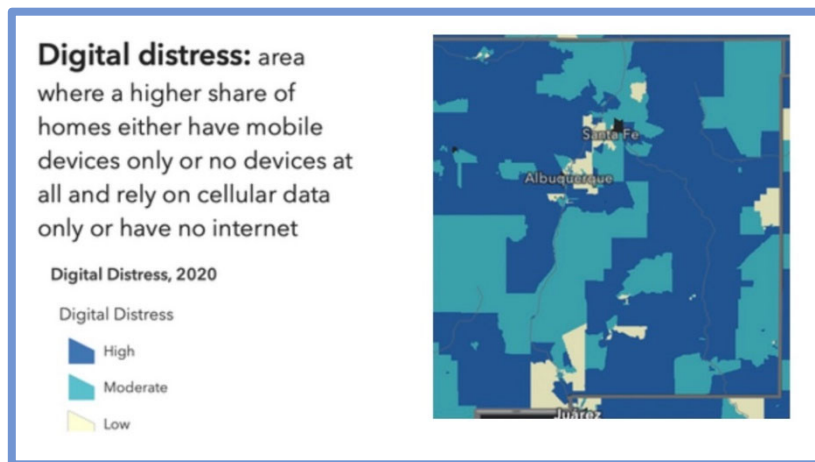 Digital distress: area
where a higher share of
homes either have mobile
devices only or no devices at
all and rely on cellular data
only or have no internet
Digital Distress, 2020
Digital Distress
High
Moderate
Low
Santa Fe
Albuquerque
Juárez